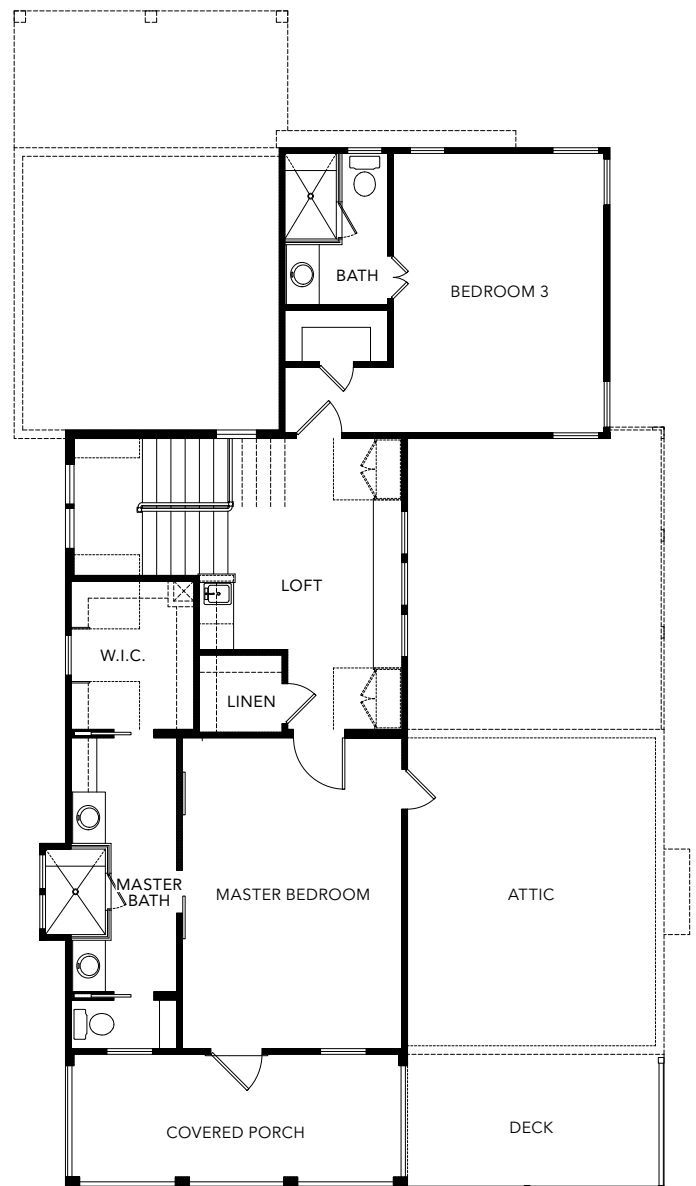 BATH
BEDROOM 3
LOFT
W.I.C.
LINEN
MASTER
BATH
MASTER BEDROOM
ATTIC
COVERED PORCH
DECK